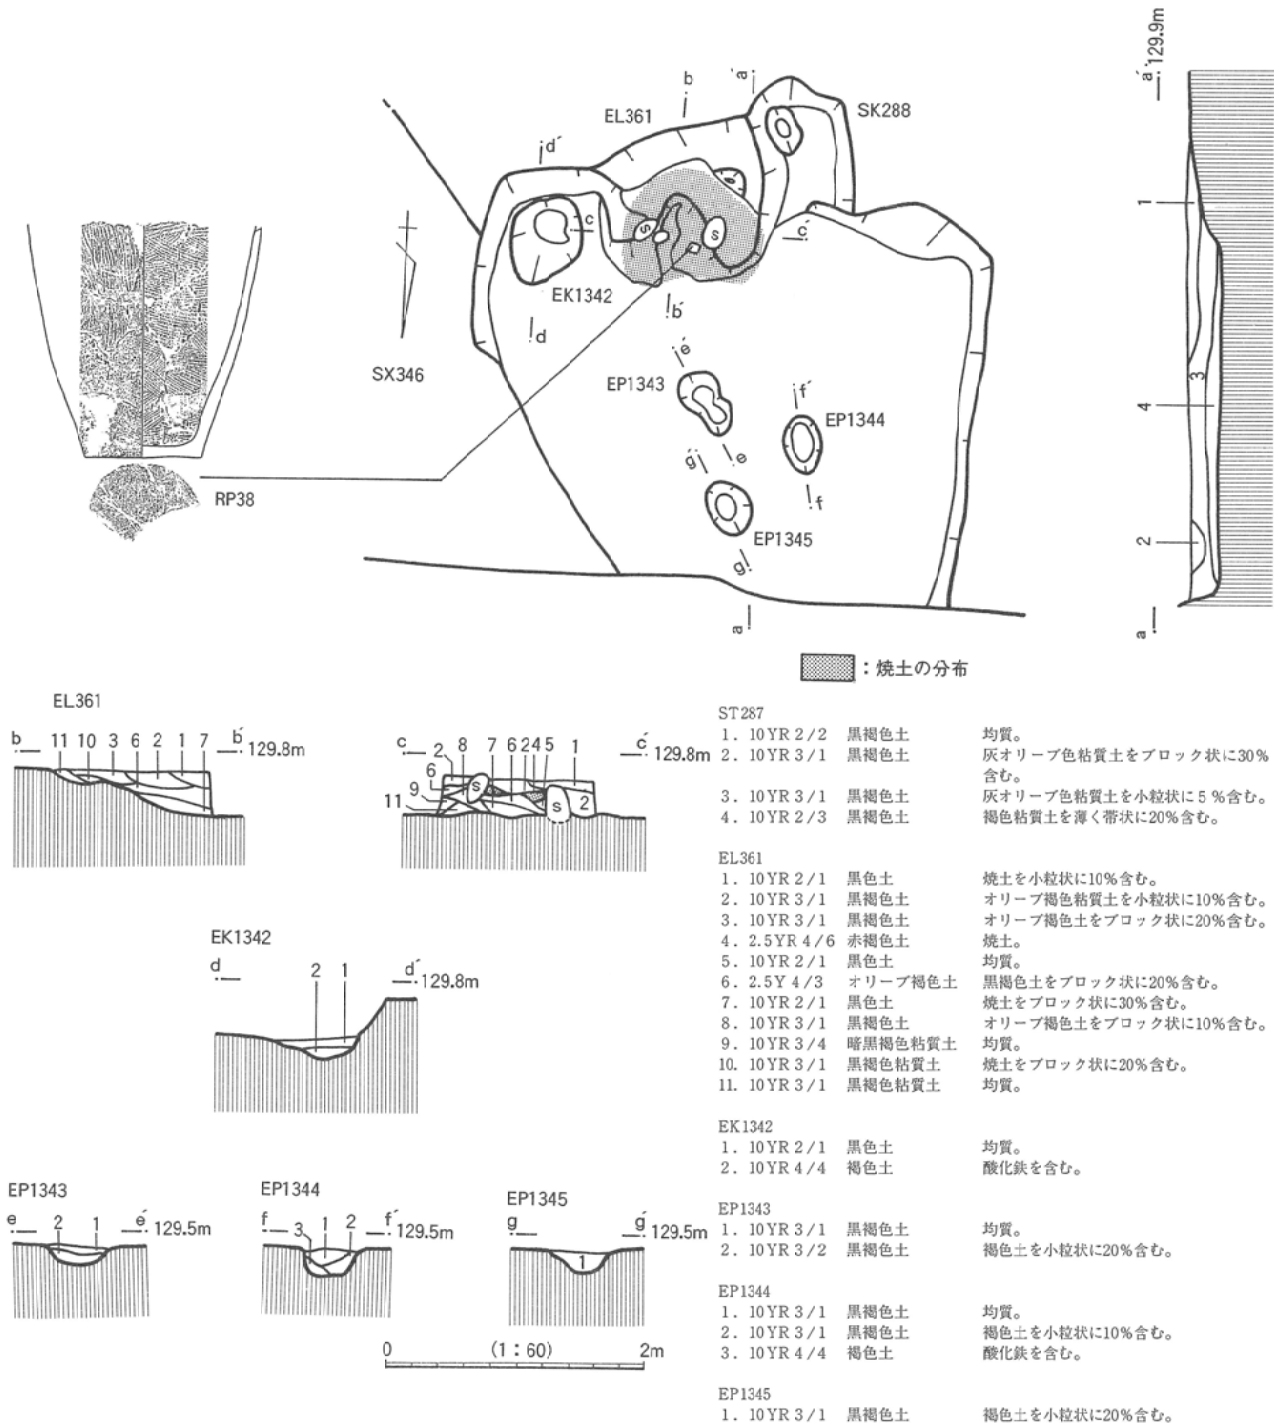 a´ 129.9m
b
a´
EL361
SK288
d´
c
s
s
c´
1
EK1342
b´
d
SX346
e´
EP1343
f´
EP1344
3
4
g´
e
RP38
f
EP1345
2
g
a
a
：焼土の分布
EL361
b 11 10 3 6 2 1 7 b´ 129.8m
c 2 8 7 6 2 4 5 1 c´ 129.8m
6
9
11
s
s
2
EK1342
d 2 1 d´ 129.8m
EP1343
e 2 1 e´ 129.5m
EP1344
f 3 1 2 f´ 129.5m
EP1345
g g´ 129.5m
1
0 (1：60) 2m
ST287
1. 10YR 2/2 黒褐色土 均質。
2. 10YR 3/1 黒褐色土 灰オリーブ色粘質土をブロック状に30%
含む。
3. 10YR 3/1 黒褐色土 灰オリーブ色粘質土を小粒状に5%含む。
4. 10YR 2/3 黒褐色土 褐色粘質土を薄く帯状に20%含む。
EL361
1. 10YR 2/1 黒色土 焼土を小粒状に10%含む。
2. 10YR 3/1 黒褐色土 オリーブ褐色粘質土を小粒状に10%含む。
3. 10YR 3/1 黒褐色土 オリーブ褐色土をブロック状に20%含む。
4. 2.5YR 4/6 赤褐色土 焼土。
5. 10YR 2/1 黒色土 均質。
6. 2.5Y 4/3 オリーブ褐色土 黒褐色土をブロック状に20%含む。
7. 10YR 2/1 黒色土 焼土をブロック状に30%含む。
8. 10YR 3/1 黒褐色土 オリーブ褐色土をブロック状に10%含む。
9. 10YR 3/4 暗黒褐色粘質土 均質。
10. 10YR 3/1 黒褐色粘質土 焼土をブロック状に20%含む。
11. 10YR 3/1 黒褐色粘質土 均質。
EK1342
1. 10YR 2/1 黒色土 均質。
2. 10YR 4/4 褐色土 酸化鉄を含む。
EP1343
1. 10YR 3/1 黒褐色土 均質。
2. 10YR 3/2 黒褐色土 褐色土を小粒状に20%含む。
EP1344
1. 10YR 3/1 黒褐色土 均質。
2. 10YR 3/1 黒褐色土 褐色土を小粒状に10%含む。
3. 10YR 4/4 褐色土 酸化鉄を含む。
EP1345
1. 10YR 3/1 黒褐色土 褐色土を小粒状に20%含む。